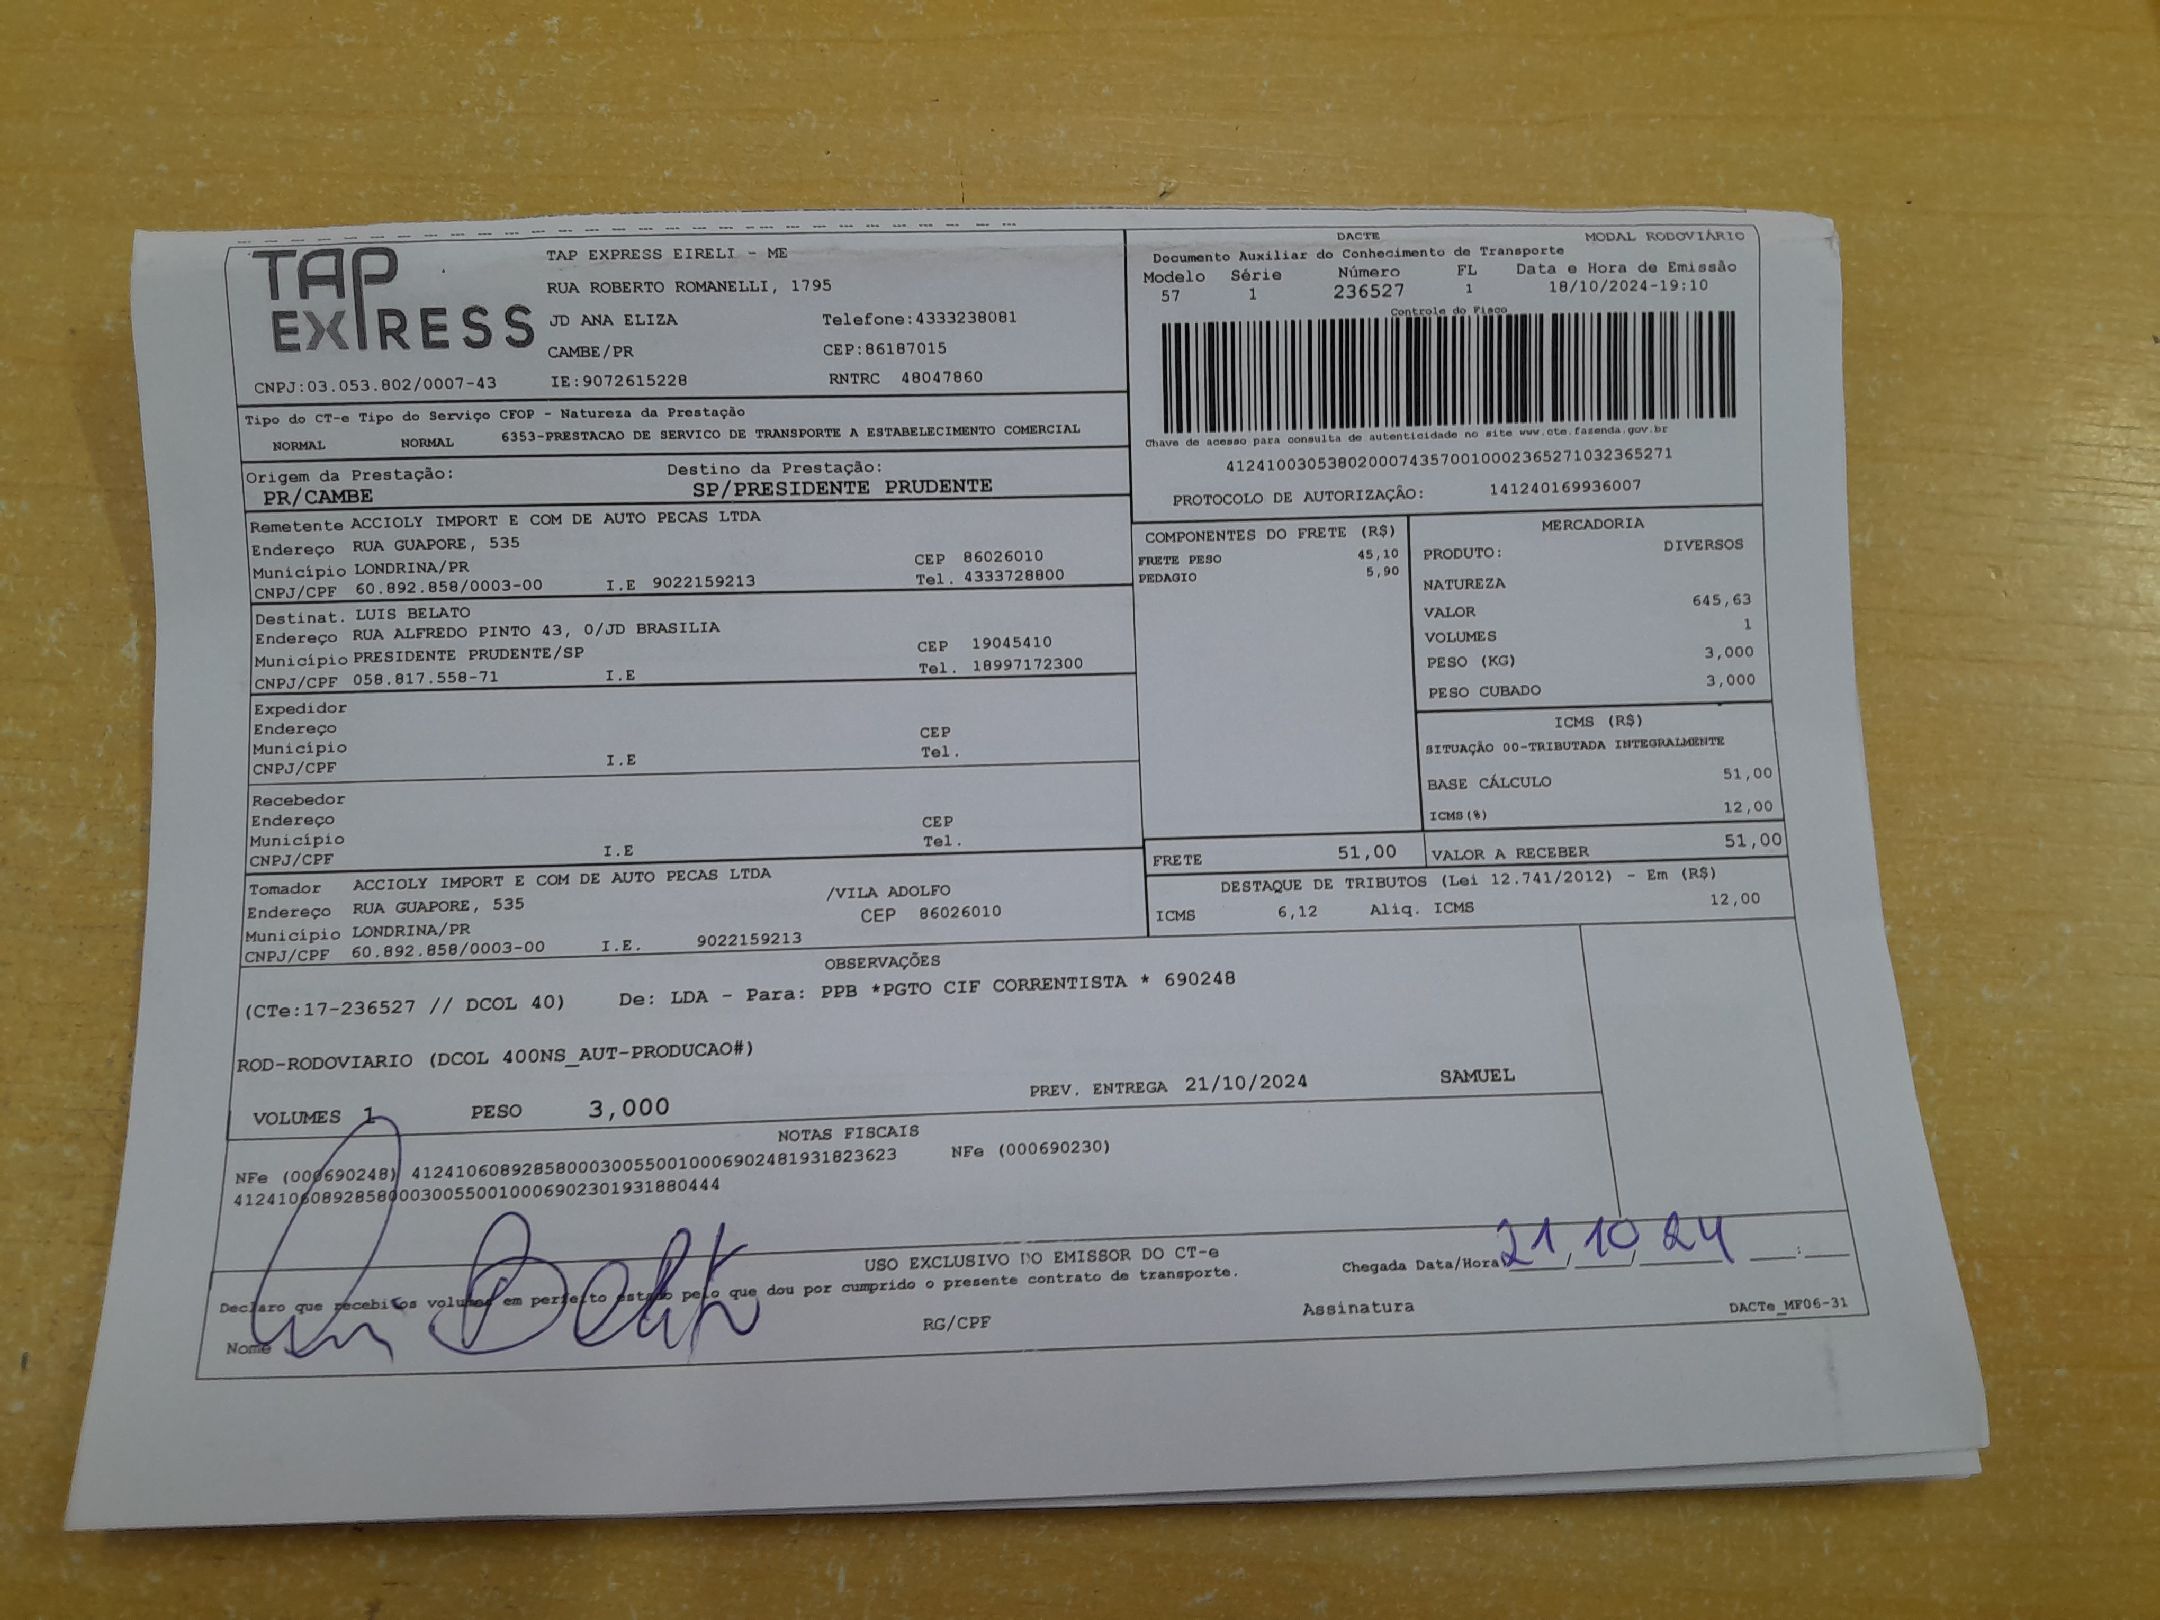 TAP EXPRESS
TAP EXPRESS EIRELI - ME
RUA ROBERTO ROMANELLI, 1795
JD ANA ELIZA Telefone:4333238081
CAMBE/PR CEP:86187015
CNPJ:03.053.802/0007-43 IE:9072615228 RNTRC 48047860
DACTE MODAL RODOVIÁRIO
Documento Auxiliar do Conhecimento de Transporte
Modelo Série Número FL Data e Hora de Emissão
57 1 236527 1 18/10/2024-19:10
Controle do Fisco
Chave de acesso para consulta de autenticidade no site www.cte.fazenda.gov.br
41241003053802000743570010002365271032365271
PROTOCOLO DE AUTORIZAÇÃO: 141240169936007
Tipo do CT-e Tipo do Serviço CFOP - Natureza da Prestação
NORMAL NORMAL 6353-PRESTACAO DE SERVICO DE TRANSPORTE A ESTABELECIMENTO COMERCIAL
Origem da Prestação: Destino da Prestação:
PR/CAMBE SP/PRESIDENTE PRUDENTE
Remetente ACCIOLY IMPORT E COM DE AUTO PECAS LTDA
Endereço RUA GUAPORE, 535 CEP 86026010
Município LONDRINA/PR Tel. 4333728800
CNPJ/CPF 60.892.858/0003-00 I.E 9022159213
Destinat. LUIS BELATO
Endereço RUA ALFREDO PINTO 43, 0/JD BRASILIA CEP 19045410
Município PRESIDENTE PRUDENTE/SP Tel. 18997172300
CNPJ/CPF 058.817.558-71 I.E
Expedidor
Endereço CEP
Município Tel.
CNPJ/CPF I.E
Recebedor
Endereço CEP
Município Tel.
CNPJ/CPF I.E
Tomador ACCIOLY IMPORT E COM DE AUTO PECAS LTDA
Endereço RUA GUAPORE, 535 /VILA ADOLFO
Município LONDRINA/PR CEP 86026010
CNPJ/CPF 60.892.858/0003-00 I.E. 9022159213
COMPONENTES DO FRETE (R$)
FRETE PESO 45,10
PEDAGIO 5,90
MERCADORIA
PRODUTO: DIVERSOS
NATUREZA
VALOR 645,63
VOLUMES 1
PESO (KG) 3,000
PESO CUBADO 3,000
ICMS (R$)
SITUAÇÃO 00-TRIBUTADA INTEGRALMENTE
BASE CÁLCULO 51,00
ICMS(%) 12,00
FRETE 51,00 VALOR A RECEBER 51,00
DESTAQUE DE TRIBUTOS (Lei 12.741/2012) - Em (R$)
ICMS 6,12 Aliq. ICMS 12,00
OBSERVAÇÕES
(CTe:17-236527 // DCOL 40) De: LDA - Para: PPB *PGTO CIF CORRENTISTA * 690248
ROD-RODOVIARIO (DCOL 400NS_AUT-PRODUCAO#)
VOLUMES 1 PESO 3,000 PREV. ENTREGA 21/10/2024 SAMUEL
NOTAS FISCAIS
NFe (000690248) 41241060892858000300550010006902481931823623 NFe (000690230)
41241060892858000300550010006902301931880444
USO EXCLUSIVO DO EMISSOR DO CT-e
Declaro que recebi os volumes em perfeito estado pelo que dou por cumprido o presente contrato de transporte.
Chegada Data/Hora 21/10/24 :
Nome RG/CPF Assinatura DACTe_MF06-31